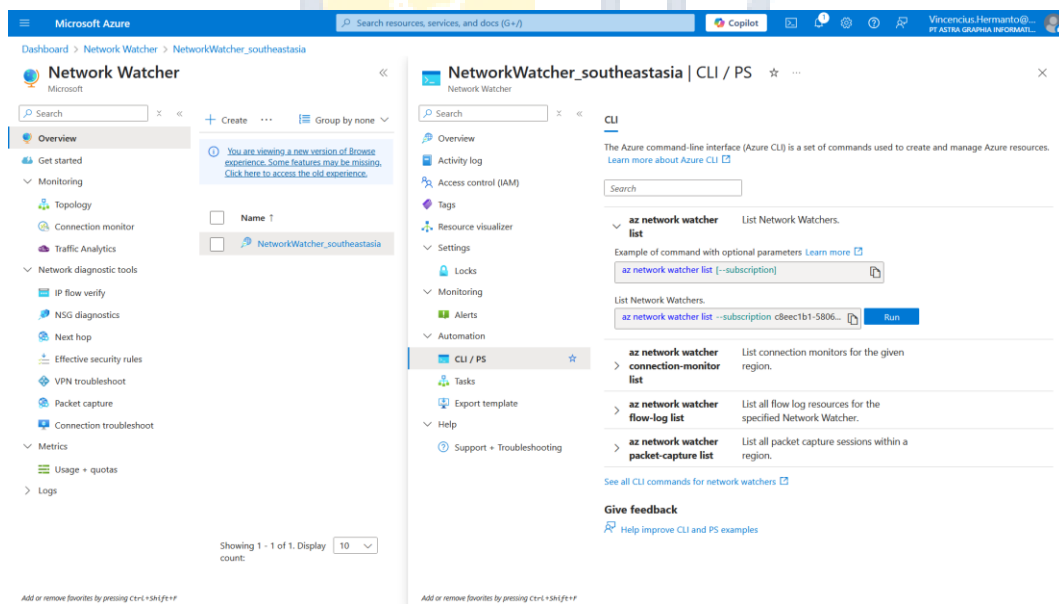 Microsoft Azure
Search resources, services, and docs (G+/)
Copilot
1
Vincencius.Hermanto@...
PT ASTRA GRAPHIA INFORMATI...
Dashboard > Network Watcher > NetworkWatcher_southeastasia
Network Watcher
Microsoft
Search
Overview
Get started
Monitoring
Topology
Connection monitor
Traffic Analytics
Network diagnostic tools
IP flow verify
NSG diagnostics
Next hop
Effective security rules
VPN troubleshoot
Packet capture
Connection troubleshoot
Metrics
Usage + quotas
Logs
Add or remove favorites by pressing Ctrl+Shift+F
+ Create ... Group by none
You are viewing a new version of Browse
experience. Some features may be missing.
Click here to access the old experience.
Name ↑
NetworkWatcher_southeastasia
Showing 1 - 1 of 1. Display
count:
10
NetworkWatcher_southeastasia | CLI / PS
Network Watcher
Search
Overview
Activity log
Access control (IAM)
Tags
Resource visualizer
Settings
Locks
Monitoring
Alerts
Automation
CLI / PS
Tasks
Export template
Help
Support + Troubleshooting
Add or remove favorites by pressing Ctrl+Shift+F
CLI
The Azure command-line interface (Azure CLI) is a set of commands used to create and manage Azure resources.
Learn more about Azure CLI
Search
az network watcher
list
List Network Watchers.
Example of command with optional parameters Learn more
az network watcher list [--subscription]
List Network Watchers.
az network watcher list --subscription c8eec1b1-5806...
Run
az network watcher
connection-monitor
list
List connection monitors for the given
region.
az network watcher
flow-log list
List all flow log resources for the
specified Network Watcher.
az network watcher
packet-capture list
List all packet capture sessions within a
region.
See all CLI commands for network watchers
Give feedback
Help improve CLI and PS examples